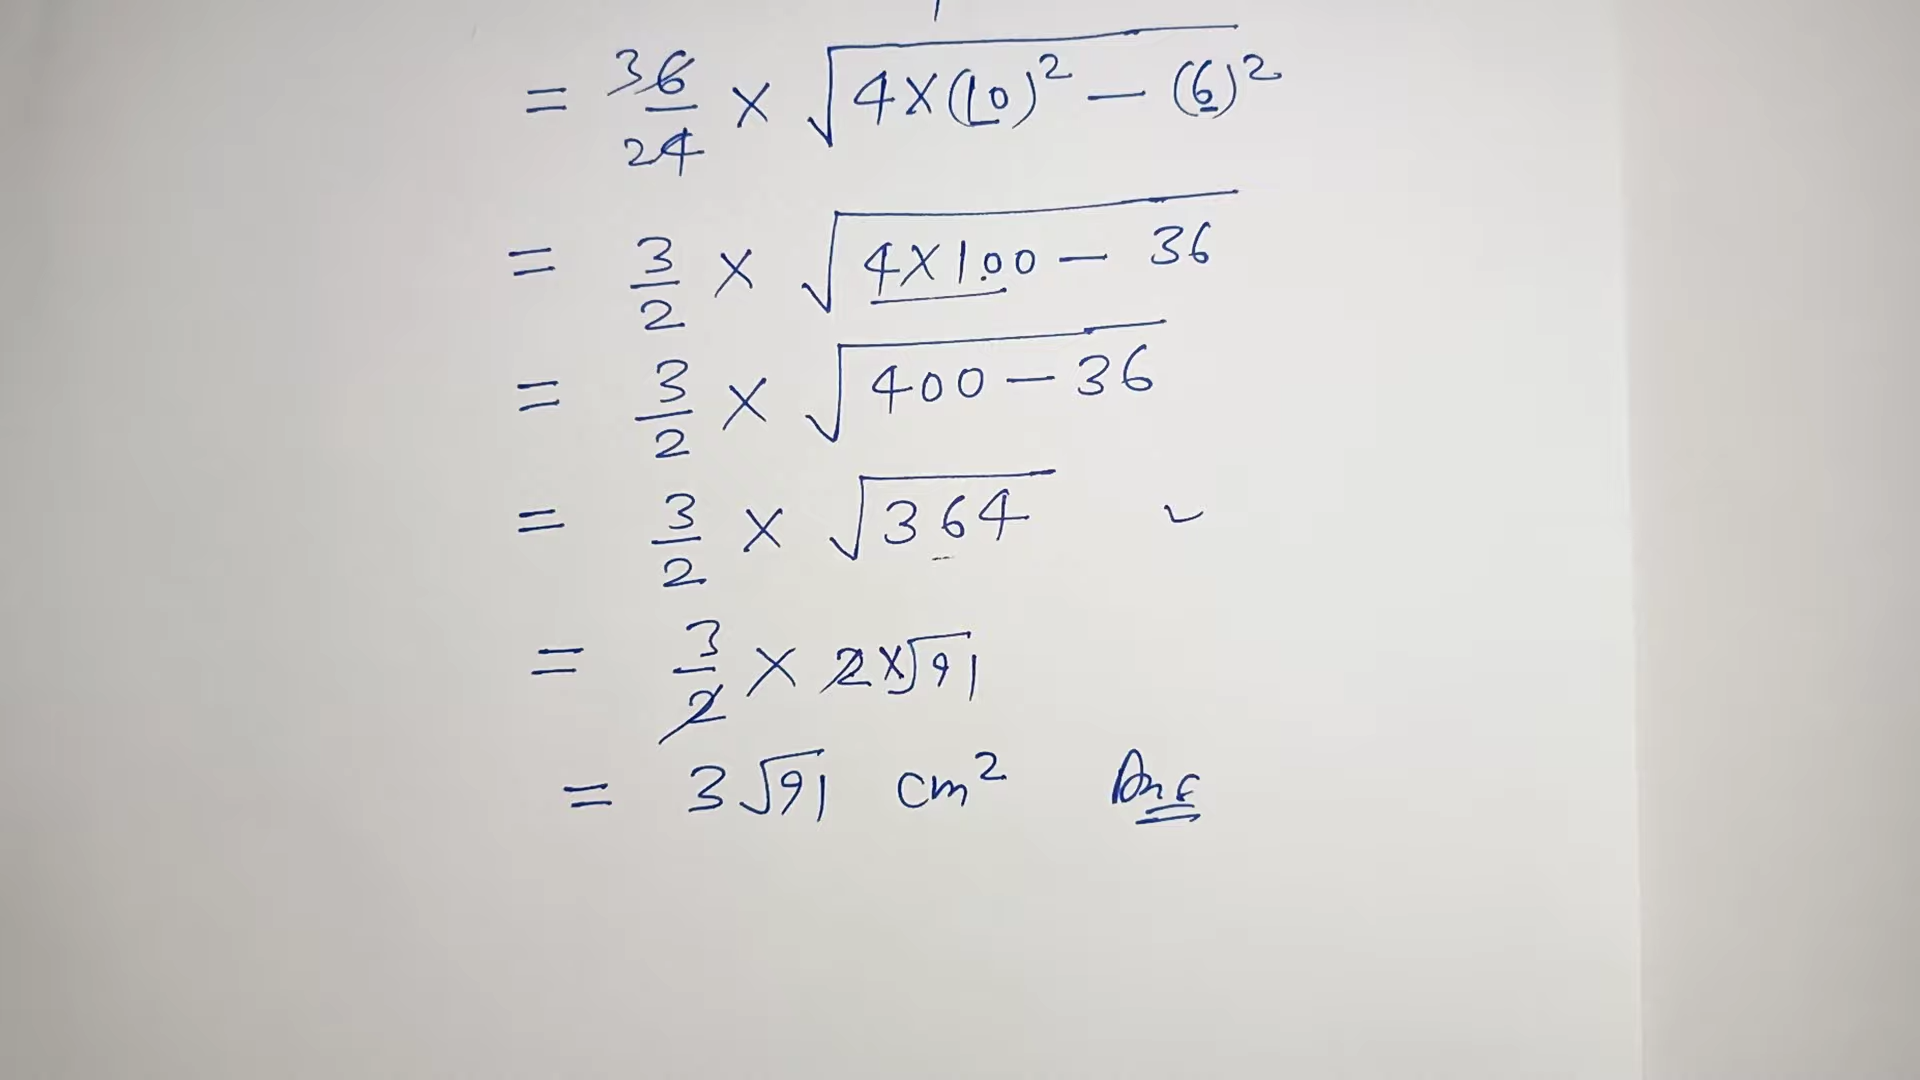 = 36/24 × √(4×(10)² − (6)²)
= 3/2 × √(4×100 − 36)
= 3/2 × √(400 − 36)
= 3/2 × √364
= 3/2 × 2×√91
= 3√91 cm² Ans